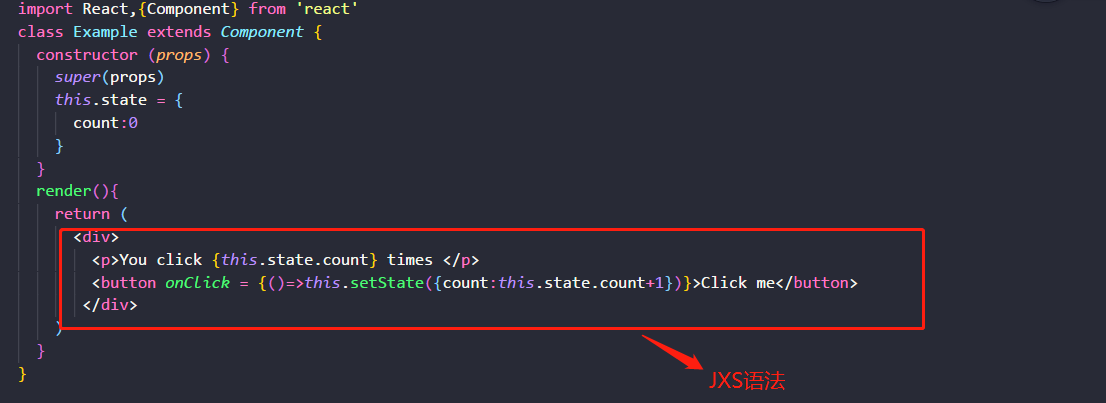 import React,{Component} from 'react'
class Example extends Component {
constructor (props) {
super(props)
this.state = {
count:0
}
}
render(){
return (
<div>
<p>You click {this.state.count} times </p>
<button onClick = {()=>this.setState({count:this.state.count+1})}>Click me</button>
</div>
)
}
}
JXS语法